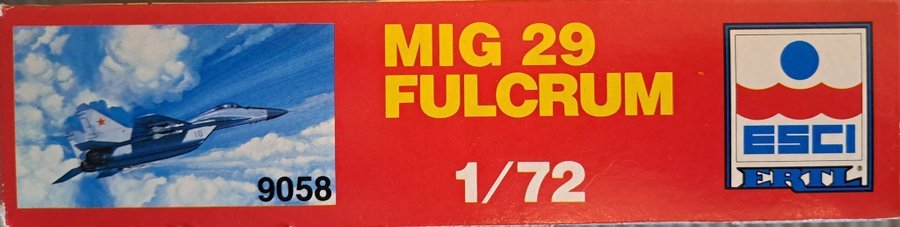 9058
MIG 29
FULCRUM
1/72
ESCI
ERTL